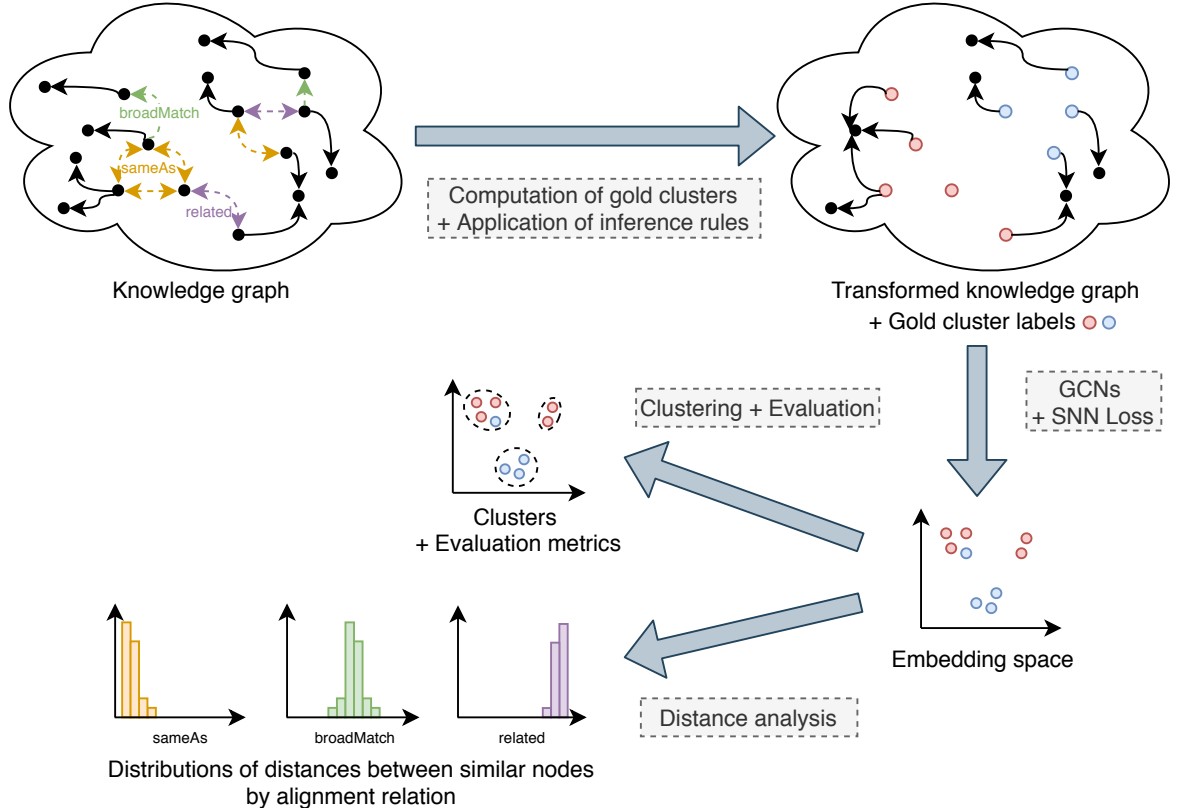 broadMatch
sameAs
related
Knowledge graph
Computation of gold clusters
+ Application of inference rules
Transformed knowledge graph
+ Gold cluster labels
GCNs
+ SNN Loss
Clustering + Evaluation
Clusters
+ Evaluation metrics
Embedding space
Distance analysis
sameAs
broadMatch
related
Distributions of distances between similar nodes
by alignment relation